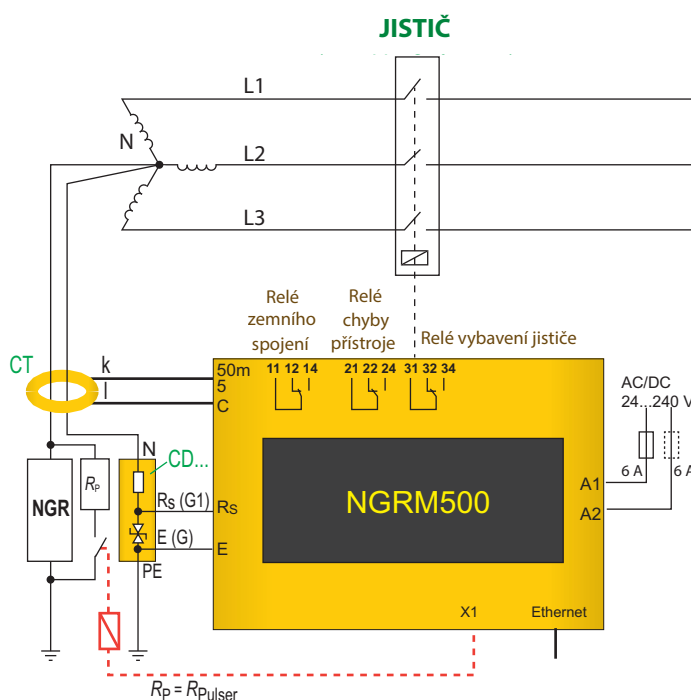 JISTIČ
L1
N
L2
L3
Relé
zemního
spojení
Relé
chyby
přístroje
Relé vybavení jističe
CT
k
l
50m
5
C
11 12 14
21 22 24
31 32 34
AC/DC
24...240 V
6 A
6 A
N
CD...
NGR
RP
RS (G1)
RS
E (G)
E
PE
NGRM500
A1
A2
X1
Ethernet
RP = RPulser